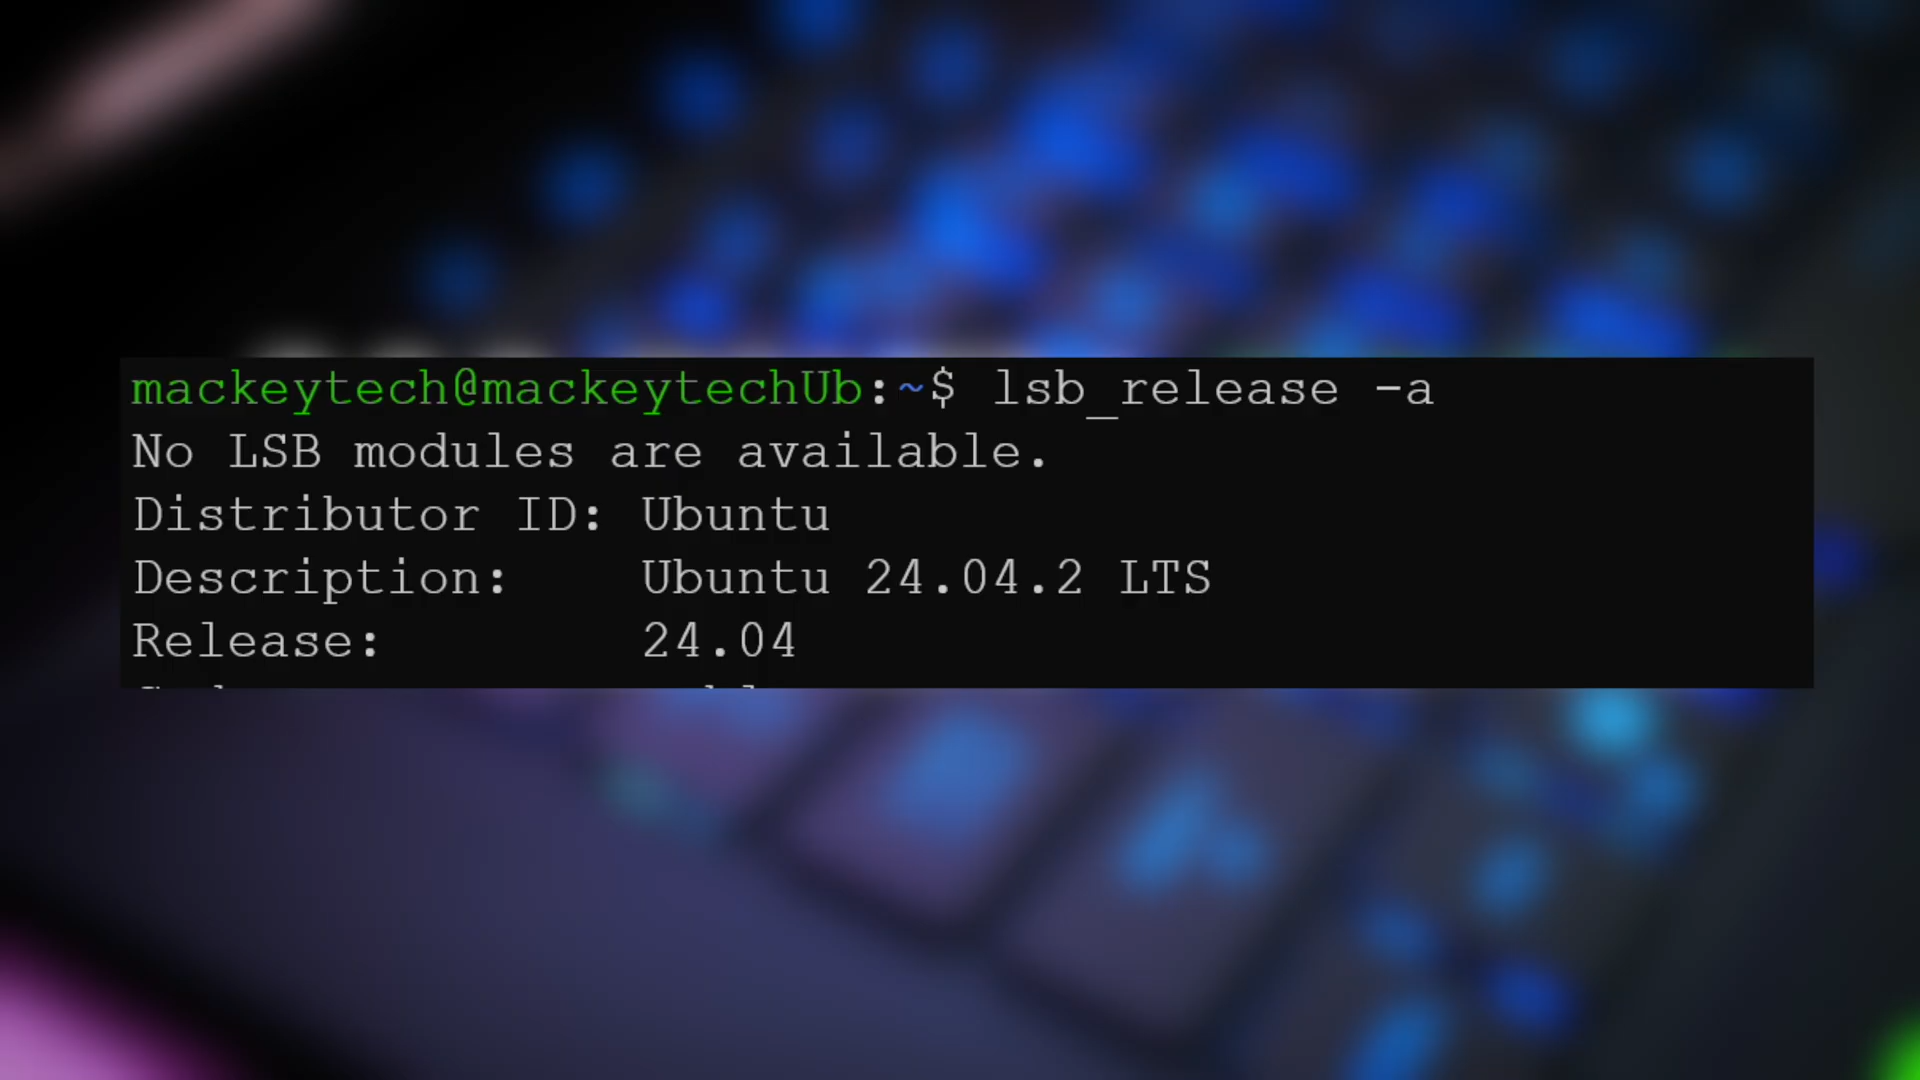 mackeytech@mackeytechUb:~$ lsb_release -a
No LSB modules are available.
Distributor ID: Ubuntu
Description:    Ubuntu 24.04.2 LTS
Release:        24.04